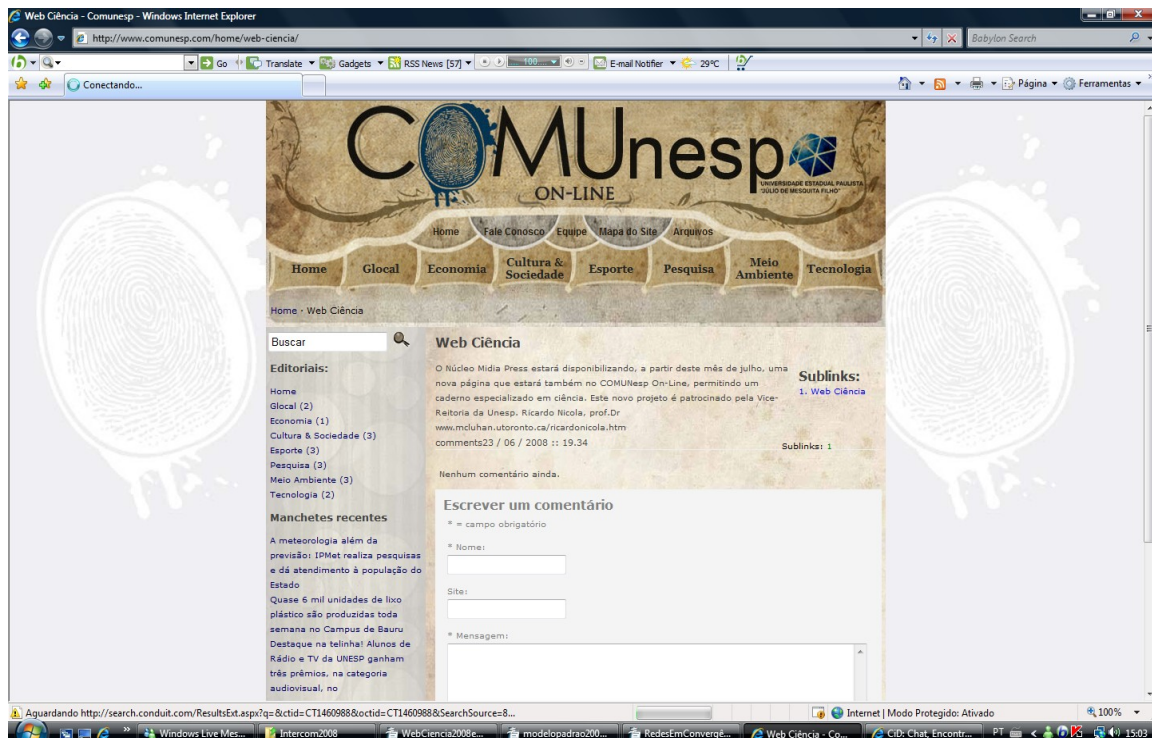 Web Ciência - Comunesp - Windows Internet Explorer
http://www.comunesp.com/home/web-ciencia/
Babylon Search
Go
Translate
Gadgets
RSS News [57]
100
E-mail Notifier
29°C
Conectando...
Página
Ferramentas
COMUnesp
ON-LINE
UNIVERSIDADE ESTADUAL PAULISTA
"JÚLIO DE MESQUITA FILHO"
Home Fale Conosco Equipe Mapa do Site Arquivos
Home Glocal Economia Cultura & Sociedade Esporte Pesquisa Meio Ambiente Tecnologia
Home · Web Ciência
Buscar
Editoriais:
Home
Glocal (2)
Economia (1)
Cultura & Sociedade (3)
Esporte (3)
Pesquisa (3)
Meio Ambiente (3)
Tecnologia (2)
Manchetes recentes
A meteorologia além da
previsão: IPMet realiza pesquisas
e dá atendimento à população do
Estado
Quase 6 mil unidades de lixo
plástico são produzidas toda
semana no Campus de Bauru
Destaque na telinha! Alunos de
Rádio e TV da UNESP ganham
três prêmios, na categoria
audiovisual, no
Web Ciência
O Núcleo Midia Press estará disponibilizando, a partir deste mês de julho, uma
nova página que estará também no COMUNesp On-Line, permitindo um
caderno especializado em ciência. Este novo projeto é patrocinado pela Vice-
Reitoria da Unesp. Ricardo Nicola, prof.Dr
www.mcluhan.utoronto.ca/ricardonicola.htm
comments23 / 06 / 2008 :: 19.34
Sublinks:
1. Web Ciência
Sublinks: 1
Nenhum comentário ainda.
Escrever um comentário
* = campo obrigatório
* Nome:
Site:
* Mensagem:
Aguardando http://search.conduit.com/ResultsExt.aspx?q=&ctid=CT1460988&octid=CT1460988&SearchSource=8...
Internet | Modo Protegido: Ativado
100%
Windows Live Mes...
Intercom2008
WebCiencia2008e...
modelopadrao200...
RedesEmConvergê...
Web Ciência - Co...
CiD: Chat, Encontr...
PT
15:03